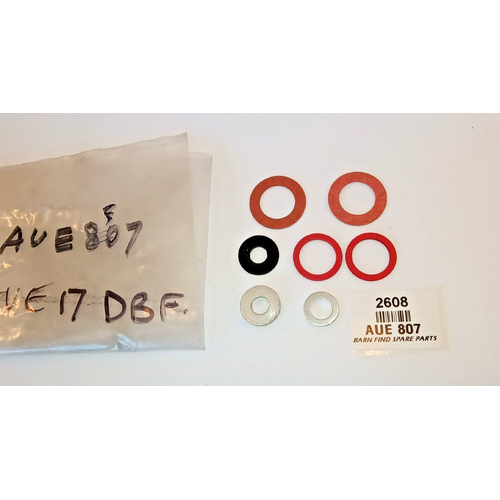 AUE 807
UE 17 DBF.
2608
AUE 807
BARN FIND SPARE PARTS